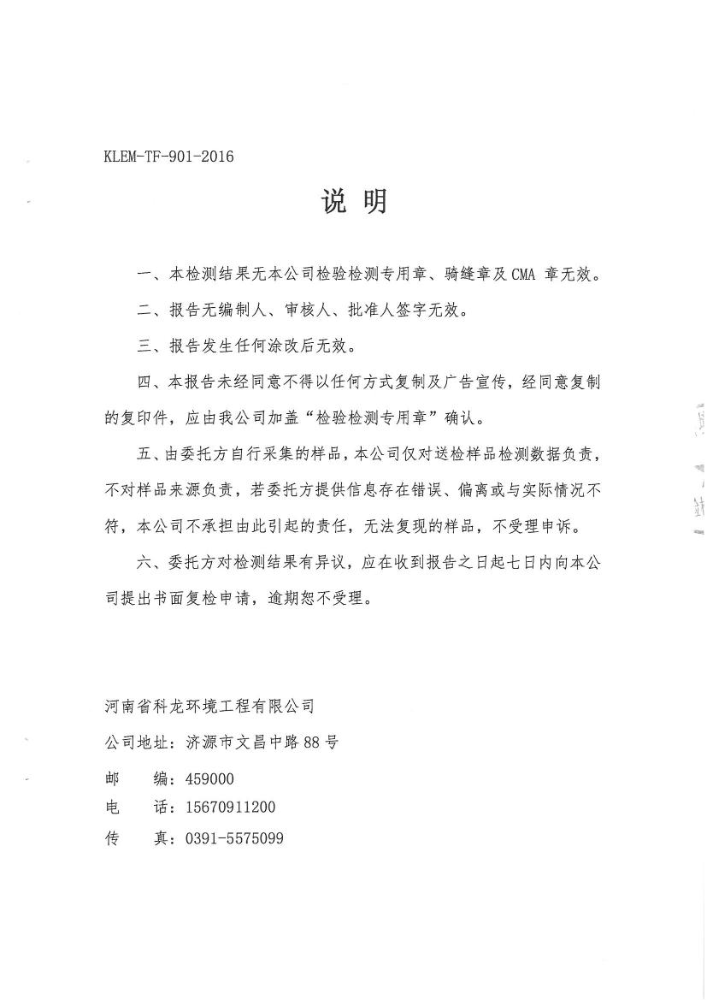 KLEM-TF-901-2016
说 明
一、本检测结果无本公司检验检测专用章、骑缝章及 CMA 章无效。
二、报告无编制人、审核人、批准人签字无效。
三、报告发生任何涂改后无效。
四、本报告未经同意不得以任何方式复制及广告宣传，经同意复制
的复印件，应由我公司加盖“检验检测专用章”确认。
五、由委托方自行采集的样品，本公司仅对送检样品检测数据负责，
不对样品来源负责，若委托方提供信息存在错误、偏离或与实际情况不
符，本公司不承担由此引起的责任，无法复现的样品，不受理申诉。
六、委托方对检测结果有异议，应在收到报告之日起七日内向本公
司提出书面复检申请，逾期恕不受理。
河南省科龙环境工程有限公司
公司地址：济源市文昌中路 88 号
邮 编：459000
电 话：15670911200
传 真：0391-5575099